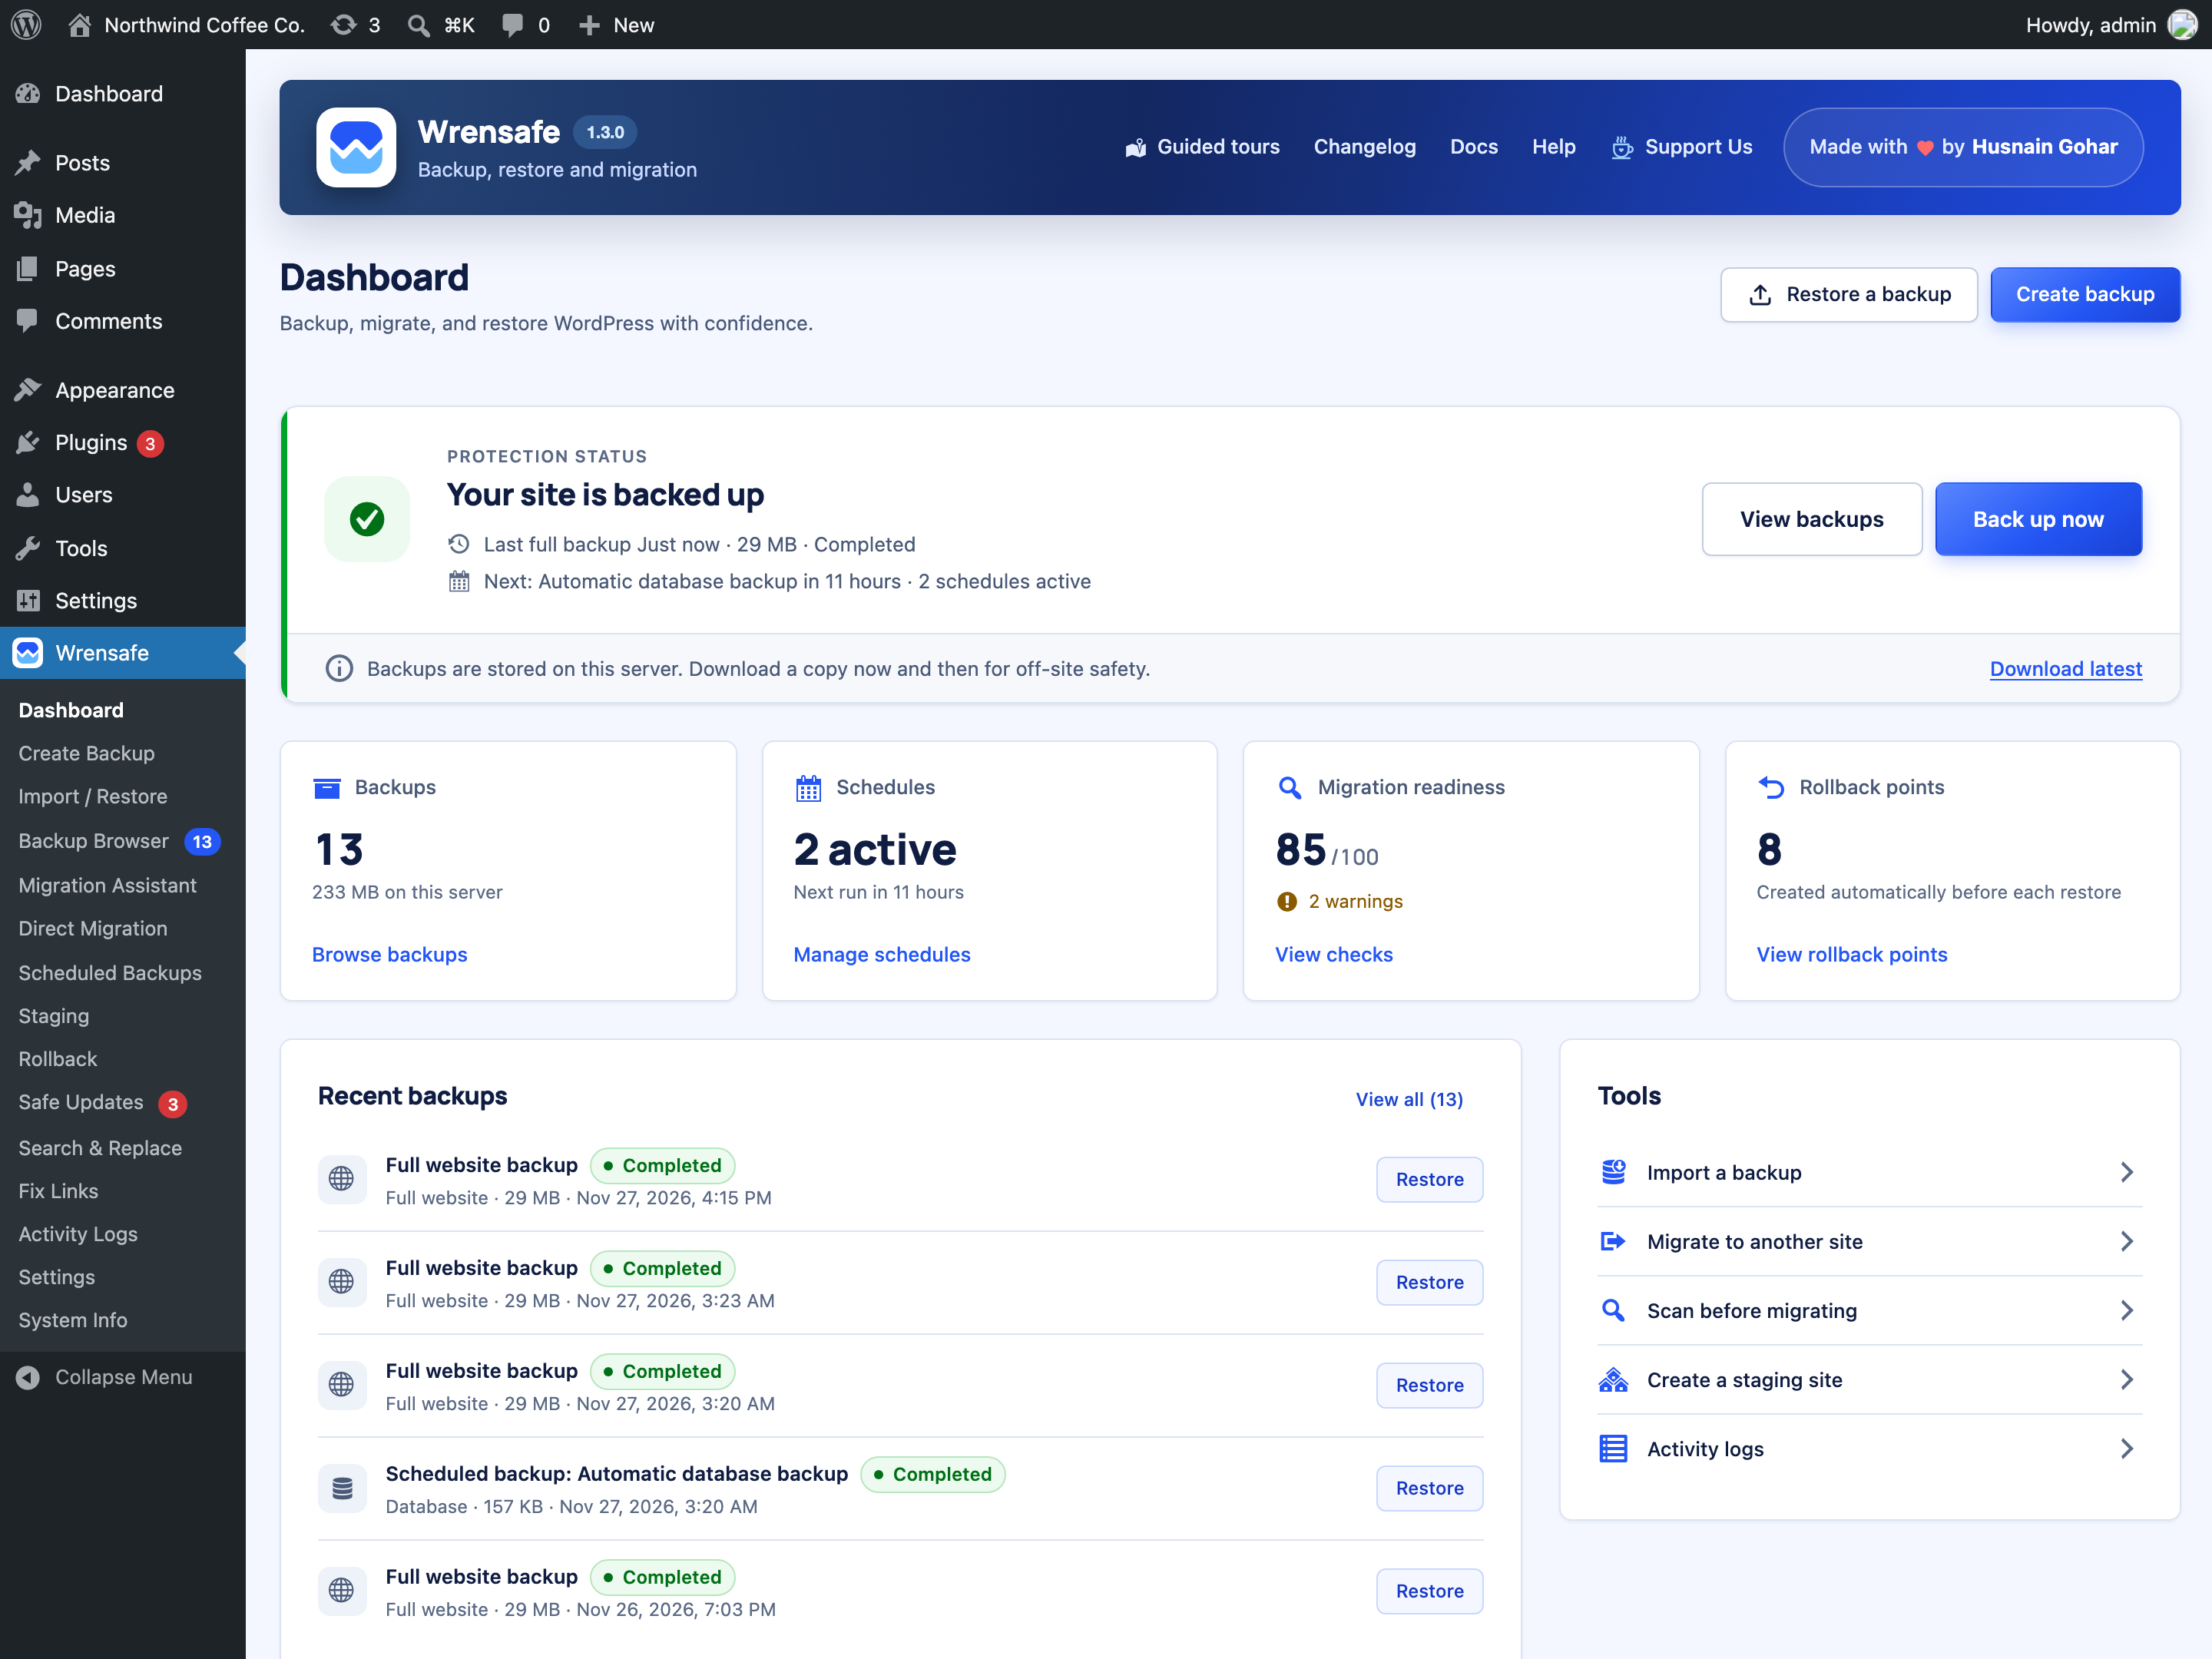 Northwind Coffee Co.
3
⌘K
0
New
Howdy, admin
Dashboard
Posts
Media
Pages
Comments
Appearance
Plugins 3
Users
Tools
Settings
Wrensafe
Dashboard
Create Backup
Import / Restore
Backup Browser 13
Migration Assistant
Direct Migration
Scheduled Backups
Staging
Rollback
Safe Updates 3
Search & Replace
Fix Links
Activity Logs
Settings
System Info
Collapse Menu
Wrensafe 1.3.0
Backup, restore and migration
Guided tours
Changelog
Docs
Help
Support Us
Made with ♥ by Husnain Gohar
Dashboard
Backup, migrate, and restore WordPress with confidence.
Restore a backup
Create backup
PROTECTION STATUS
Your site is backed up
Last full backup Just now · 29 MB · Completed
Next: Automatic database backup in 11 hours · 2 schedules active
View backups
Back up now
Backups are stored on this server. Download a copy now and then for off-site safety.
Download latest
Backups
13
233 MB on this server
Browse backups
Schedules
2 active
Next run in 11 hours
Manage schedules
Migration readiness
85 /100
2 warnings
View checks
Rollback points
8
Created automatically before each restore
View rollback points
Recent backups
View all (13)
Full website backup Completed
Full website · 29 MB · Nov 27, 2026, 4:15 PM
Restore
Full website backup Completed
Full website · 29 MB · Nov 27, 2026, 3:23 AM
Restore
Full website backup Completed
Full website · 29 MB · Nov 27, 2026, 3:20 AM
Restore
Scheduled backup: Automatic database backup Completed
Database · 157 KB · Nov 27, 2026, 3:20 AM
Restore
Full website backup Completed
Full website · 29 MB · Nov 26, 2026, 7:03 PM
Restore
Tools
Import a backup
Migrate to another site
Scan before migrating
Create a staging site
Activity logs